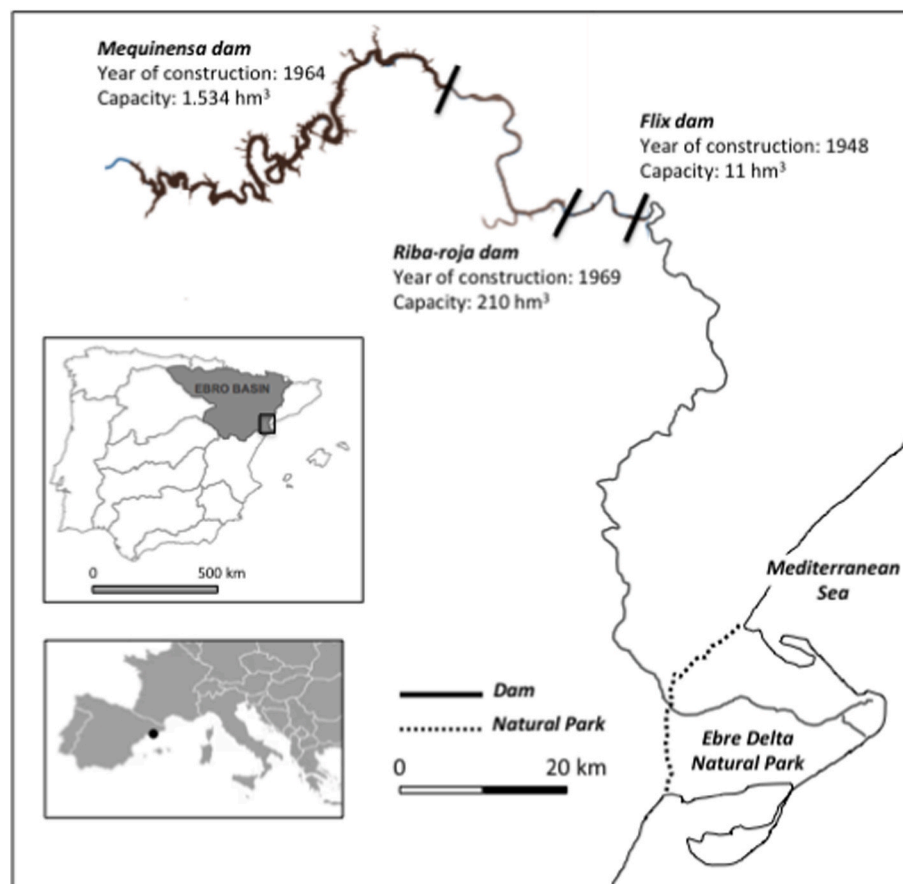 Mequinensa dam
Year of construction: 1964
Capacity: 1.534 hm³
Flix dam
Year of construction: 1948
Capacity: 11 hm³
Riba-roja dam
Year of construction: 1969
Capacity: 210 hm³
EBRO BASIN
0 500 km
Mediterranean
Sea
Dam
Natural Park
0 20 km
Ebre Delta
Natural Park